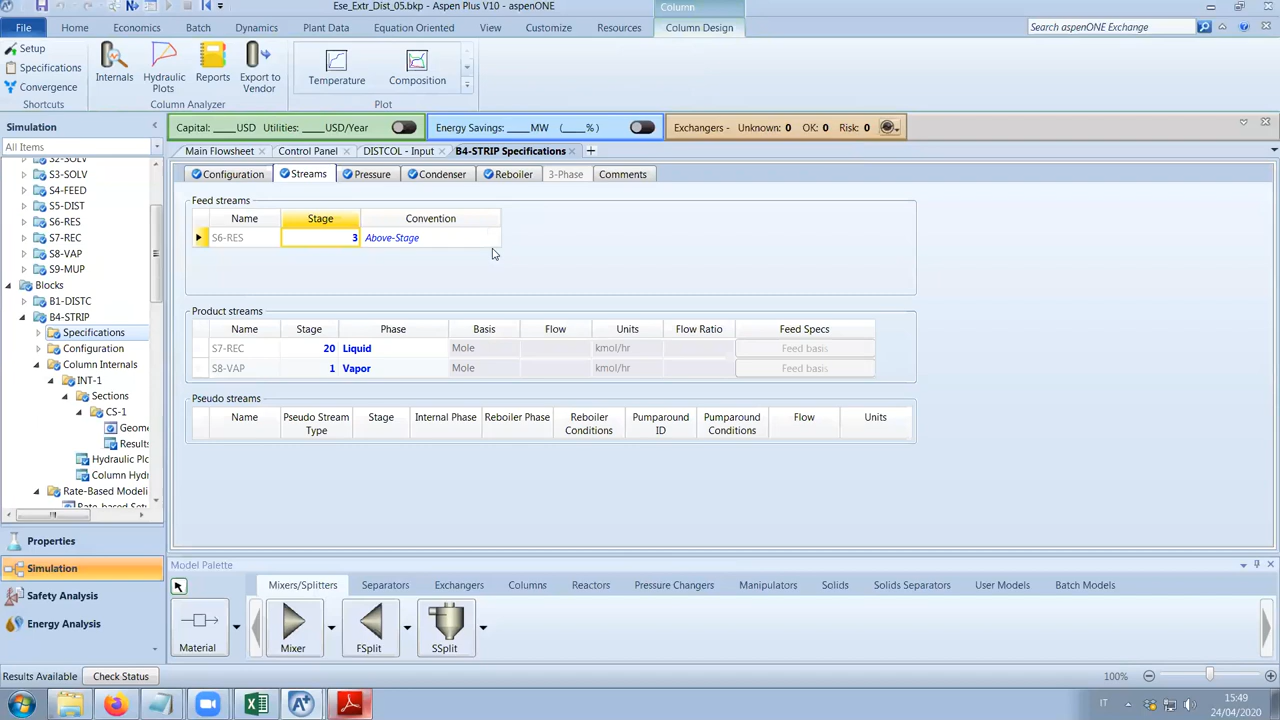 Ese_Extr_Dist_05.bkp - Aspen Plus V10 - aspenONE
Column
File Home Economics Batch Dynamics Plant Data Equation Oriented View Customize Resources Column Design Search aspenONE Exchange
Setup
Specifications
Convergence
Shortcuts
Internals
Hydraulic Plots
Reports
Export to Vendor
Column Analyzer
Temperature
Composition
Plot
Simulation
All Items
Capital: ____USD Utilities: ____USD/Year
Energy Savings: ____MW (____%)
Exchangers - Unknown: 0 OK: 0 Risk: 0
Main Flowsheet Control Panel DISTCOL - Input B4-STRIP Specifications
Configuration Streams Pressure Condenser Reboiler 3-Phase Comments
S2-SOLV
S3-SOLV
S4-FEED
S5-DIST
S6-RES
S7-REC
S8-VAP
S9-MUP
Blocks
B1-DISTC
B4-STRIP
Specifications
Configuration
Column Internals
INT-1
Sections
CS-1
Geome
Results
Hydraulic Plo
Column Hydr
Rate-Based Modeli
Rate-based Setu
Feed streams
Name Stage Convention
S6-RES 3 Above-Stage
Product streams
Name Stage Phase Basis Flow Units Flow Ratio Feed Specs
S7-REC 20 Liquid Mole kmol/hr Feed basis
S8-VAP 1 Vapor Mole kmol/hr Feed basis
Pseudo streams
Name
Pseudo Stream Type
Stage
Internal Phase
Reboiler Phase
Reboiler Conditions
Pumparound ID
Pumparound Conditions
Flow
Units
Properties
Simulation
Safety Analysis
Energy Analysis
Model Palette
Mixers/Splitters Separators Exchangers Columns Reactors Pressure Changers Manipulators Solids Solids Separators User Models Batch Models
Material Mixer FSplit SSplit
Results Available Check Status 100%
IT
15:49
24/04/2020